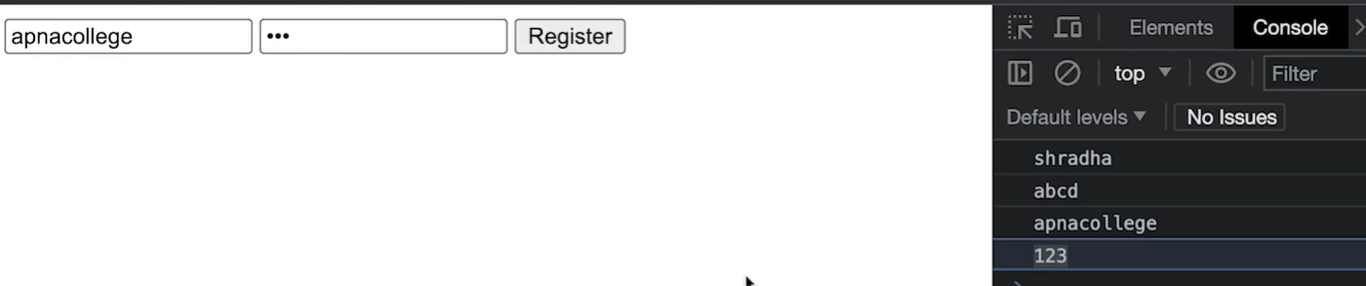 apnacollege ••• Register
Elements Console
top Filter
Default levels No Issues
shradha
abcd
apnacollege
123